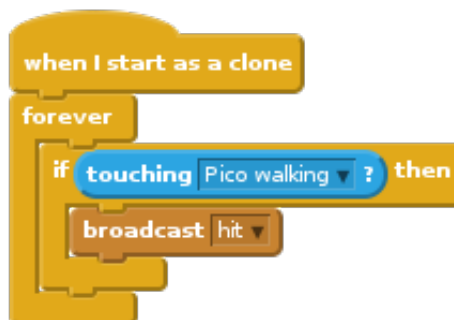 when I start as a clone
forever
if touching Pico walking ? then
broadcast hit